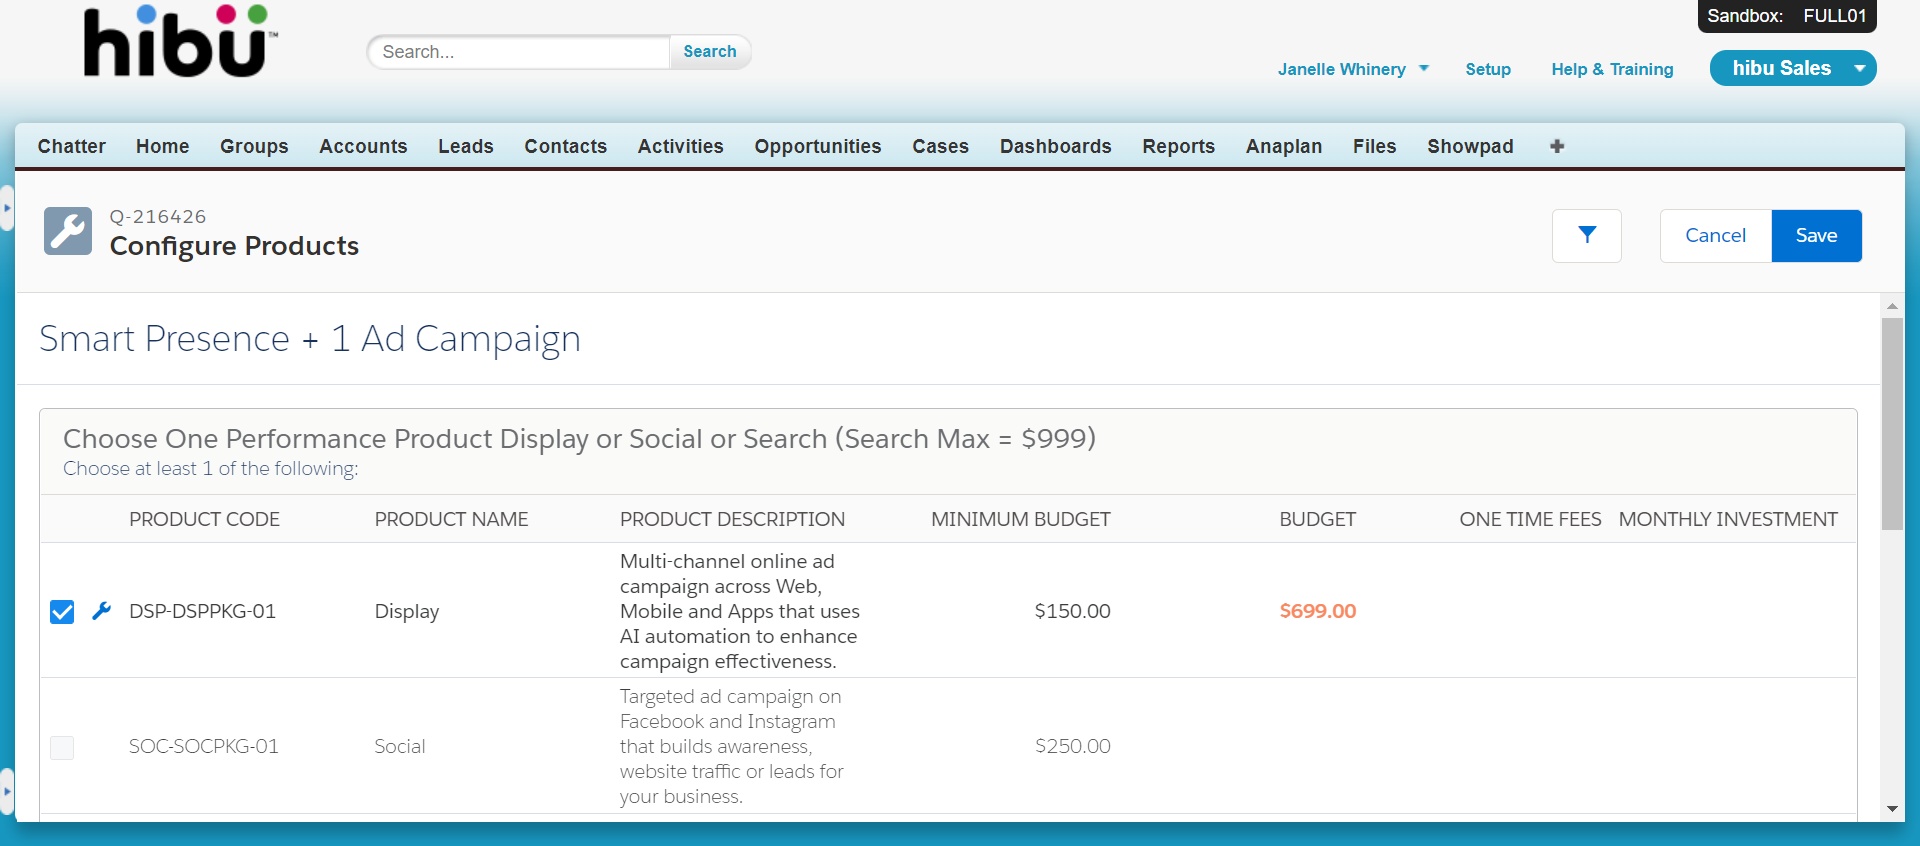 Sandbox: FULL01
hibü™
Search...
Search
Janelle Whinery
Setup
Help & Training
hibu Sales
Chatter Home Groups Accounts Leads Contacts Activities Opportunities Cases Dashboards Reports Anaplan Files Showpad
Q-216426
Configure Products
Cancel
Save
Smart Presence + 1 Ad Campaign
Choose One Performance Product Display or Social or Search (Search Max = $999)
Choose at least 1 of the following:
PRODUCT CODE PRODUCT NAME PRODUCT DESCRIPTION MINIMUM BUDGET BUDGET ONE TIME FEES MONTHLY INVESTMENT
DSP-DSPPKG-01
Display
Multi-channel online ad
campaign across Web,
Mobile and Apps that uses
AI automation to enhance
campaign effectiveness.
$150.00
$699.00
SOC-SOCPKG-01
Social
Targeted ad campaign on
Facebook and Instagram
that builds awareness,
website traffic or leads for
your business.
$250.00